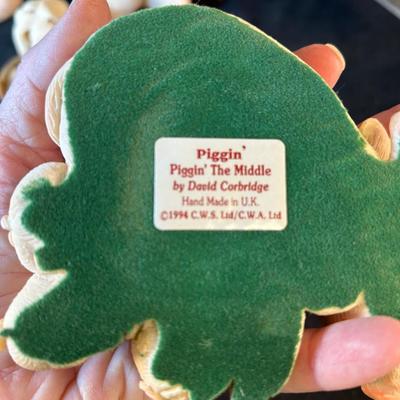 Piggin'
Piggin' The Middle
by David Corbridge
Hand Made in U.K.
©1994 C.W.S. Ltd/C.W.A. Ltd